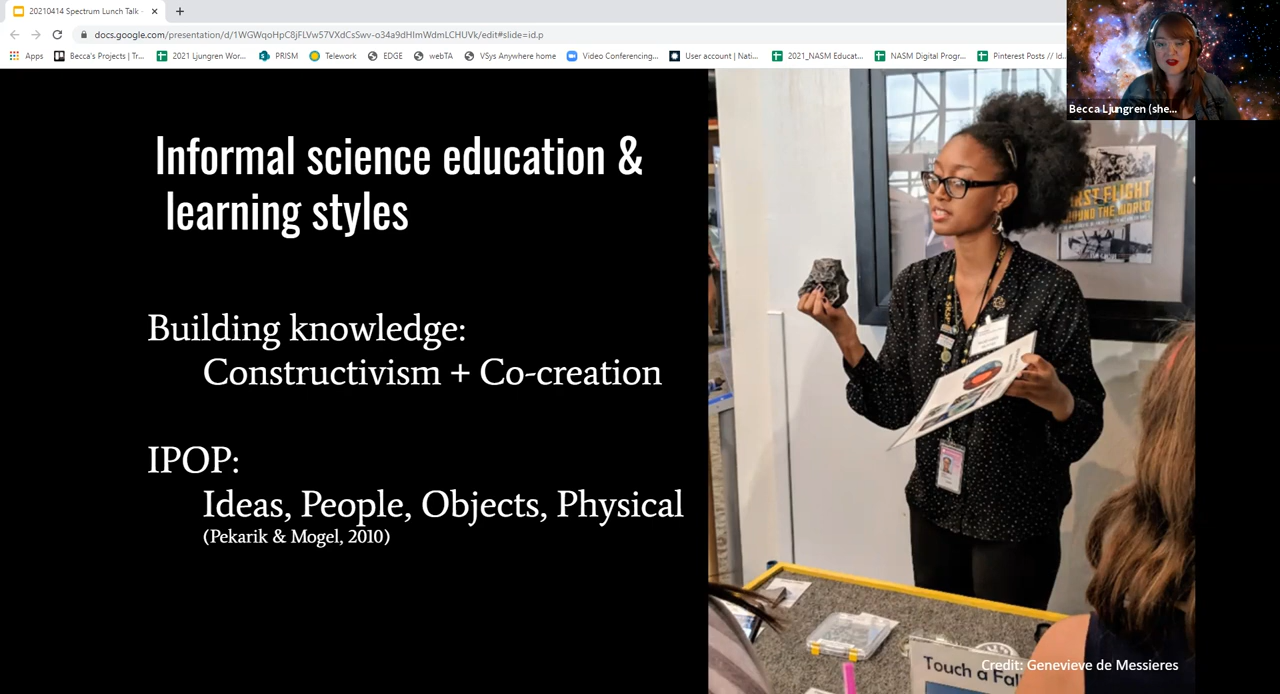 20210414 Spectrum Lunch Talk -
docs.google.com/presentation/d/1WGWqoHpC8jFLVw57VXdCsSwv-o34a9dHImWdmLCHUVk/edit#slide=id.p
Apps
Becca's Projects | Tr...
2021 Ljungren Wor...
PRISM
Telework
EDGE
webTA
VSys Anywhere home
Video Conferencing...
User account | Nati...
2021_NASM Educat...
NASM Digital Progr...
Pinterest Posts // Id...
Becca Ljungren (she...
Informal science education &
learning styles
Building knowledge:
Constructivism + Co-creation
IPOP:
Ideas, People, Objects, Physical
(Pekarik & Mogel, 2010)
FIRST FLIGHT
AROUND THE WORLD
Touch a Fal
Credit: Genevieve de Messieres